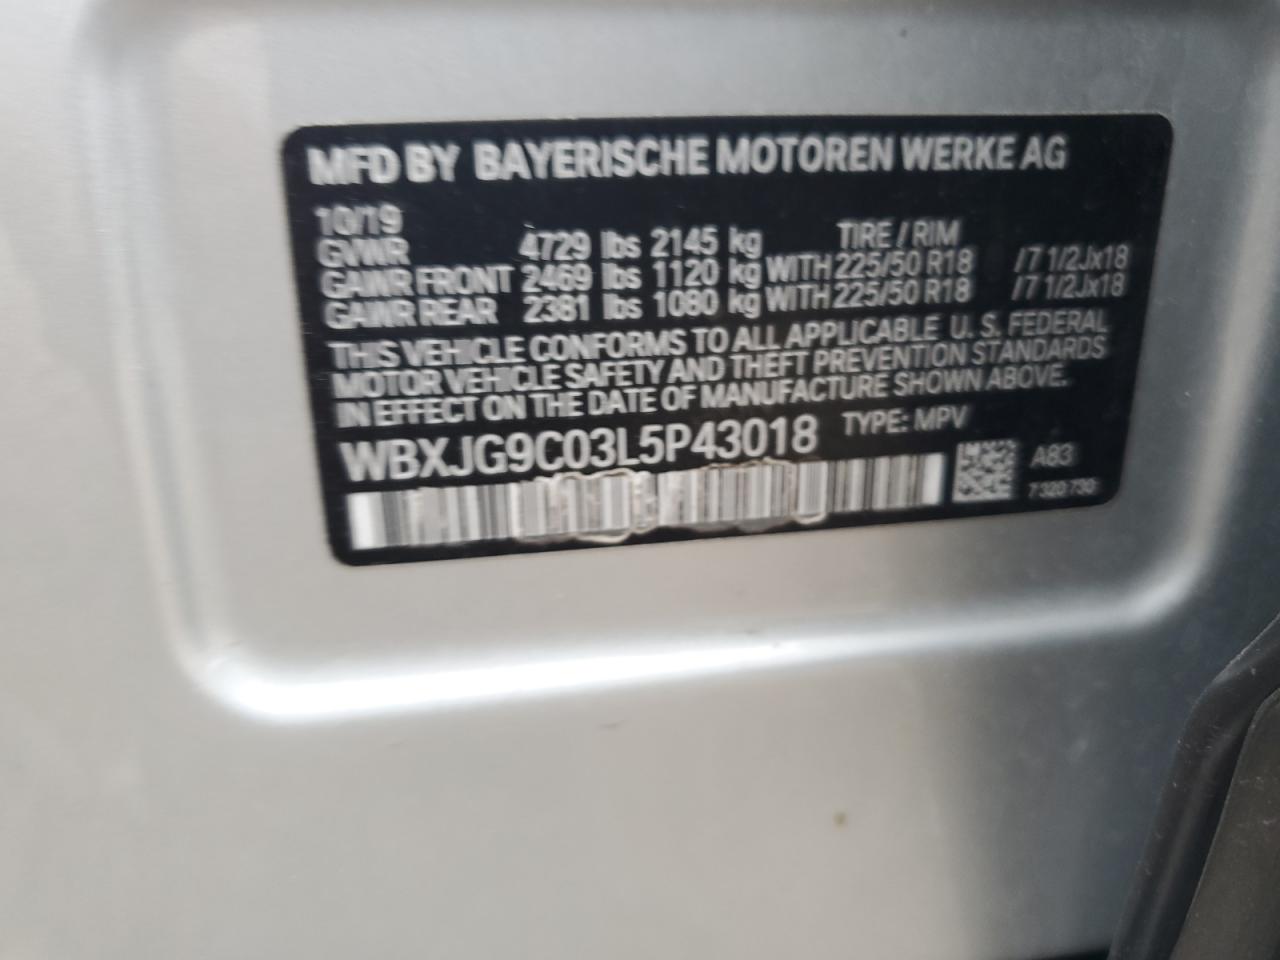 MFD BY BAYERISCHE MOTOREN WERKE AG
10/19
GVWR 4729 lbs 2145 kg TIRE / RIM
GAWR FRONT 2469 lbs 1120 kg WITH 225/50 R18 /7 1/2Jx18
GAWR REAR 2381 lbs 1080 kg WITH 225/50 R18 /7 1/2Jx18
THIS VEHICLE CONFORMS TO ALL APPLICABLE U. S. FEDERAL
MOTOR VEHICLE SAFETY AND THEFT PREVENTION STANDARDS
IN EFFECT ON THE DATE OF MANUFACTURE SHOWN ABOVE.
WBXJG9C03L5P43018 TYPE: MPV
A83
7 320 730